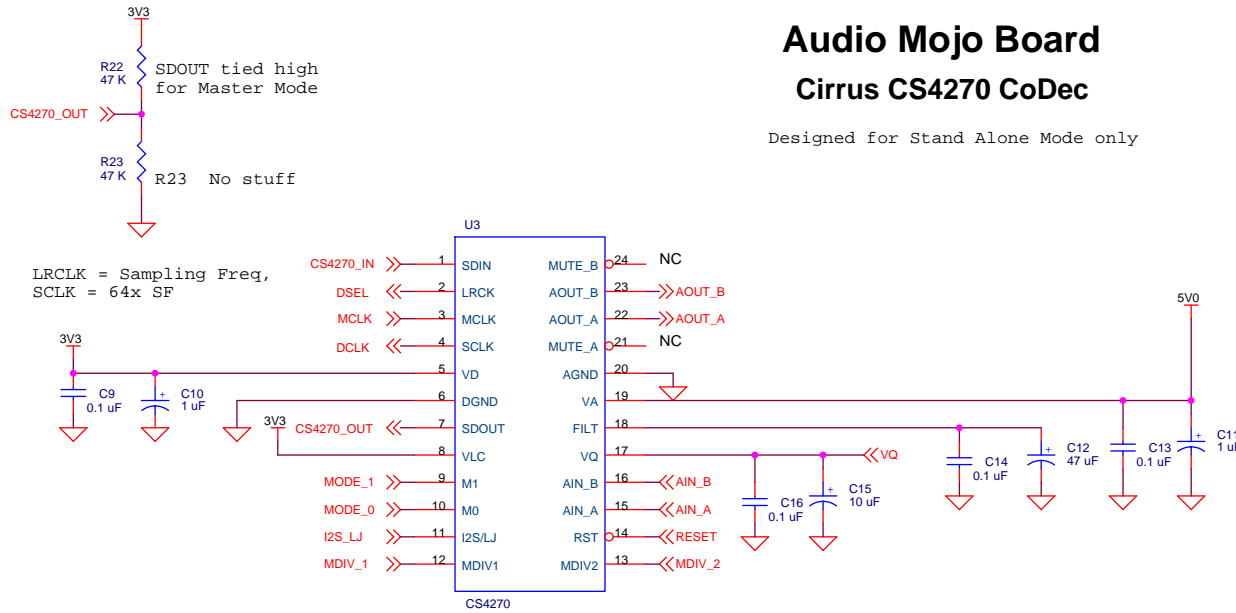 Audio Mojo Board
Cirrus CS4270 CoDec
Designed for Stand Alone Mode only
3V3
R22
47 K
SDOUT tied high
for Master Mode
CS4270_OUT
R23
47 K
R23 No stuff
LRCLK = Sampling Freq,
SCLK = 64x SF
U3
CS4270_IN 1 SDIN
DSEL 2 LRCK
MCLK 3 MCLK
DCLK 4 SCLK
3V3
5 VD
C9
0.1 uF
C10
1 uF
6 DGND
3V3
CS4270_OUT 7 SDOUT
8 VLC
MODE_1 9 M1
MODE_0 10 M0
I2S_LJ 11 I2S/LJ
MDIV_1 12 MDIV1
MUTE_B 24 NC
AOUT_B 23 AOUT_B
AOUT_A 22 AOUT_A
MUTE_A 21 NC
AGND 20
VA 19
FILT 18
VQ 17 VQ
AIN_B 16 AIN_B
AIN_A 15 AIN_A
RST 14 RESET
MDIV2 13 MDIV_2
CS4270
5V0
C16
0.1 uF
+
C15
10 uF
C14
0.1 uF
+
C12
47 uF
C13
0.1 uF
+
C11
1 u
+